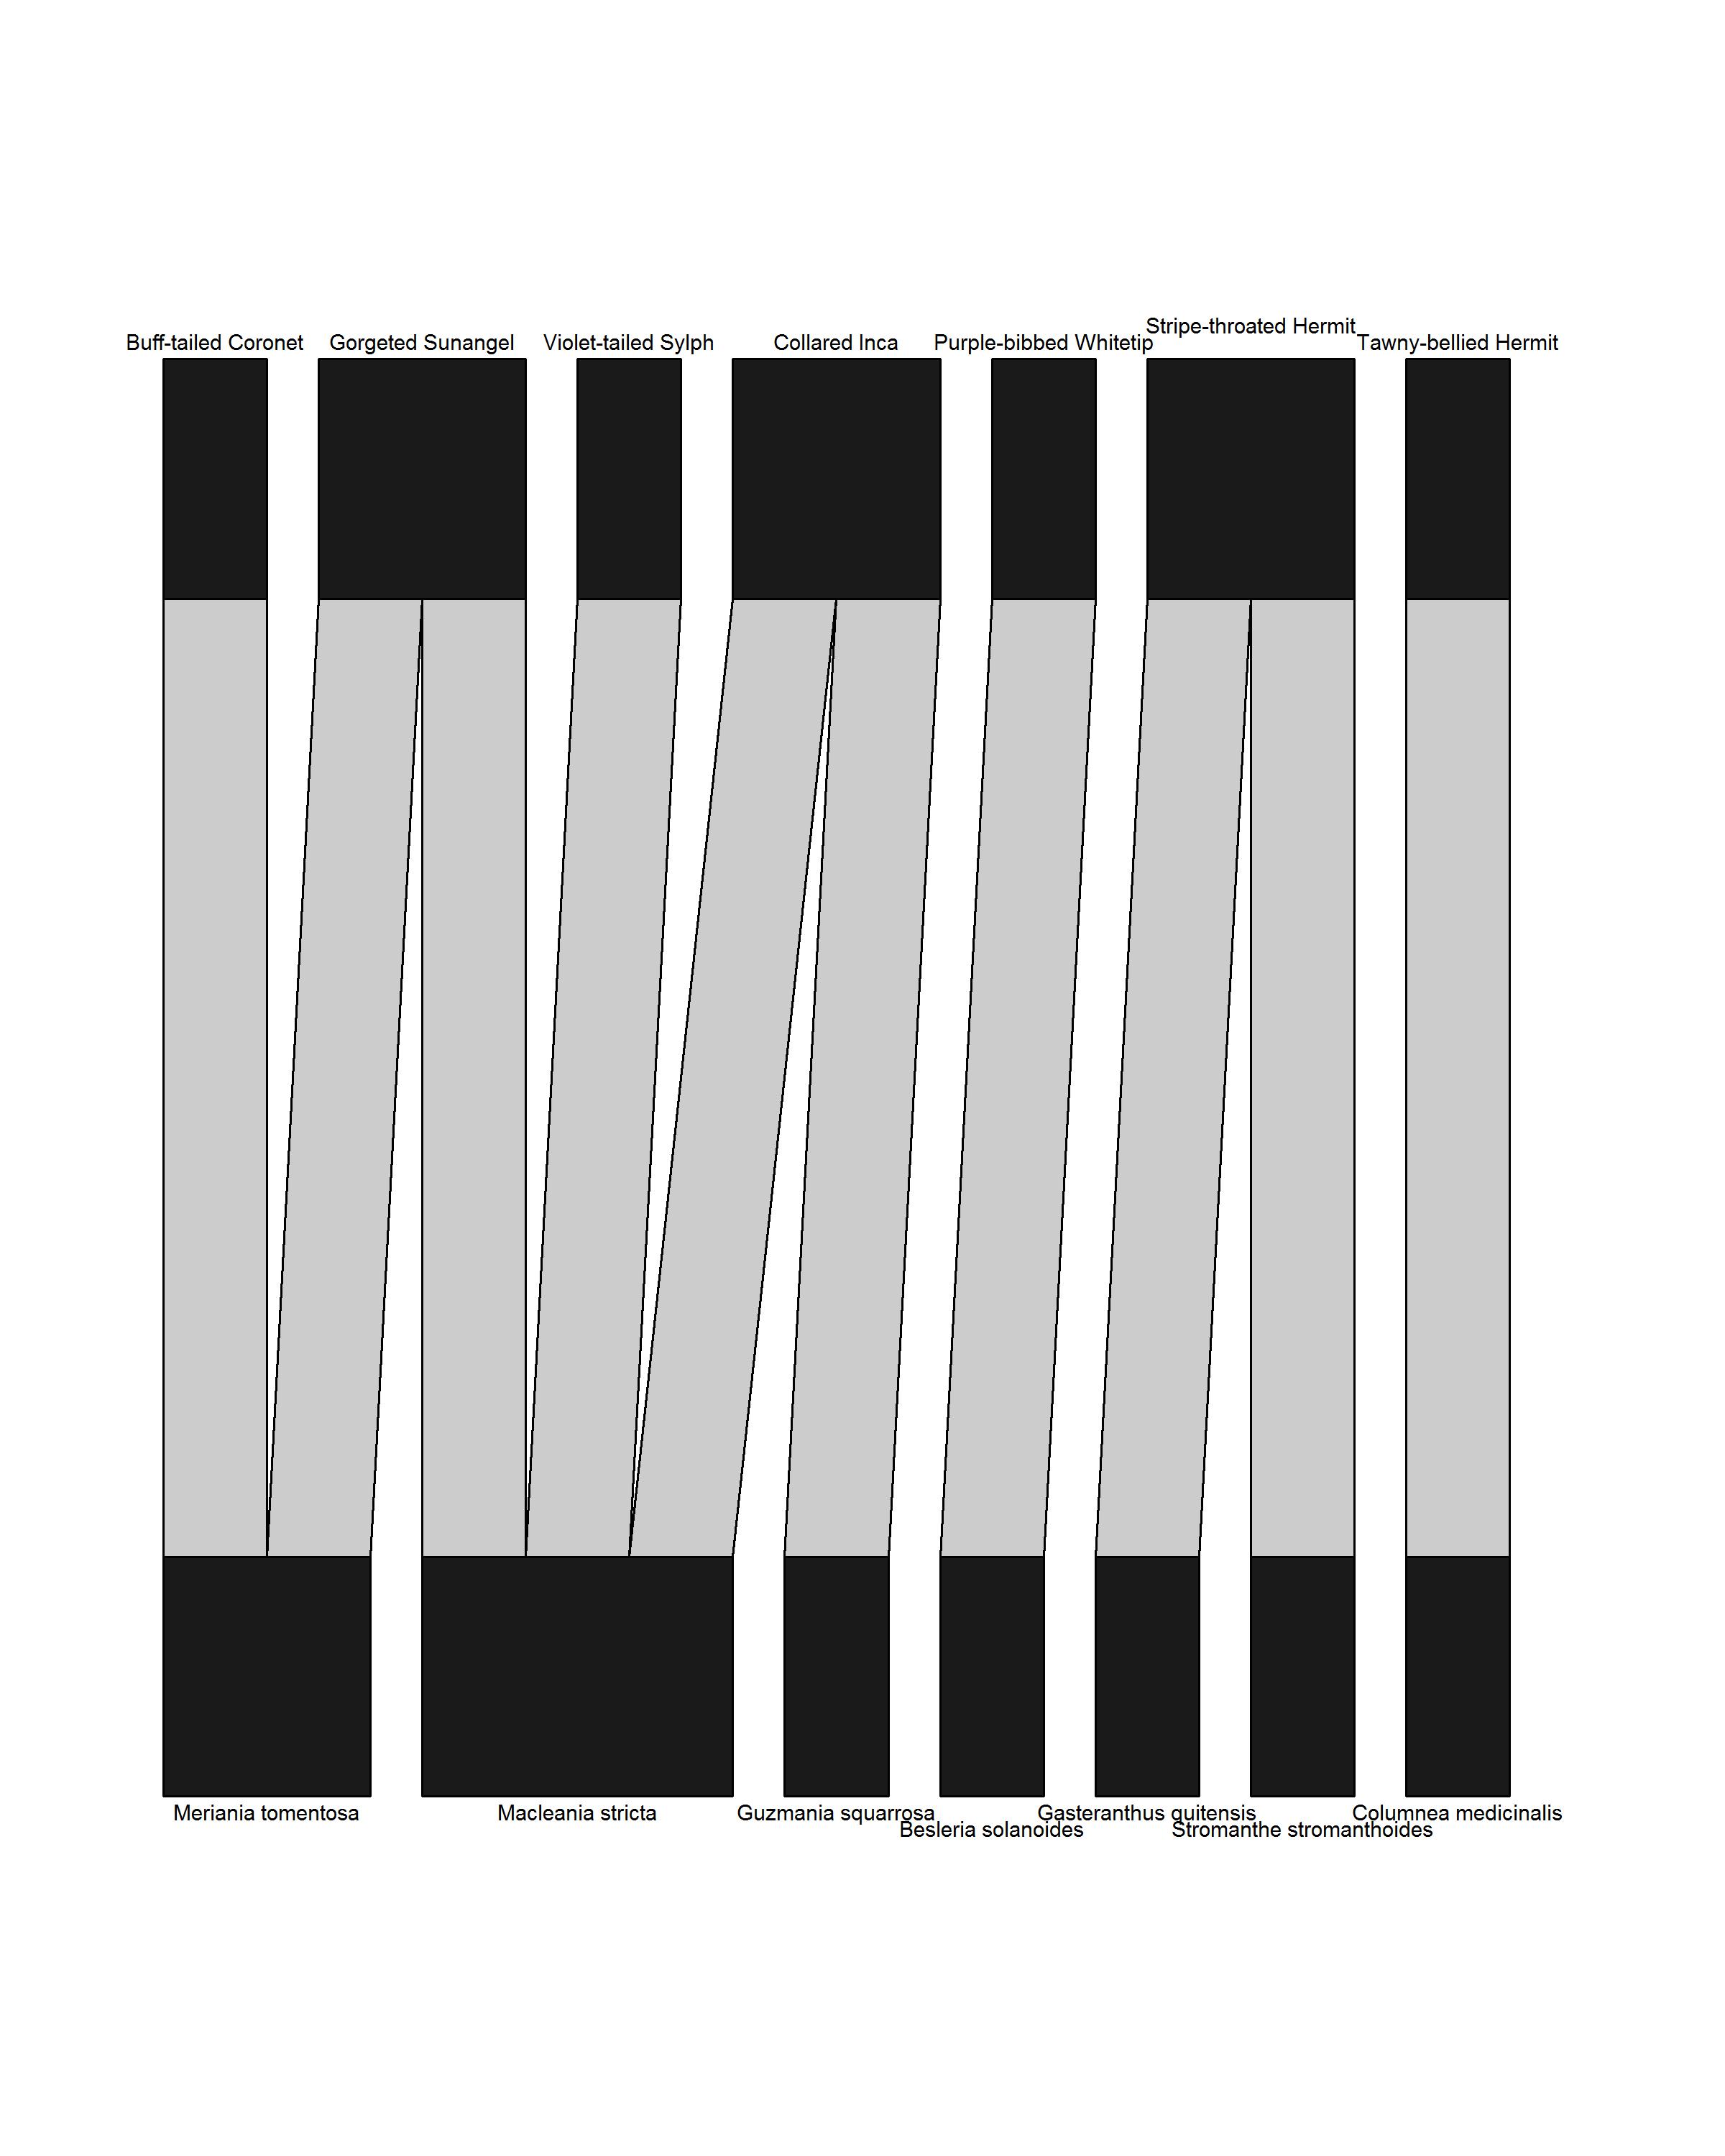 Stripe-throated Hermit
Buff-tailed Coronet Gorgeted Sunangel Violet-tailed Sylph Collared Inca Purple-bibbed Whitetip Tawny-bellied Hermit
Meriania tomentosa Macleania stricta Guzmania squarrosa Gasteranthus quitensis Columnea medicinalis
Besleria solanoides Stromanthe stromanthoides